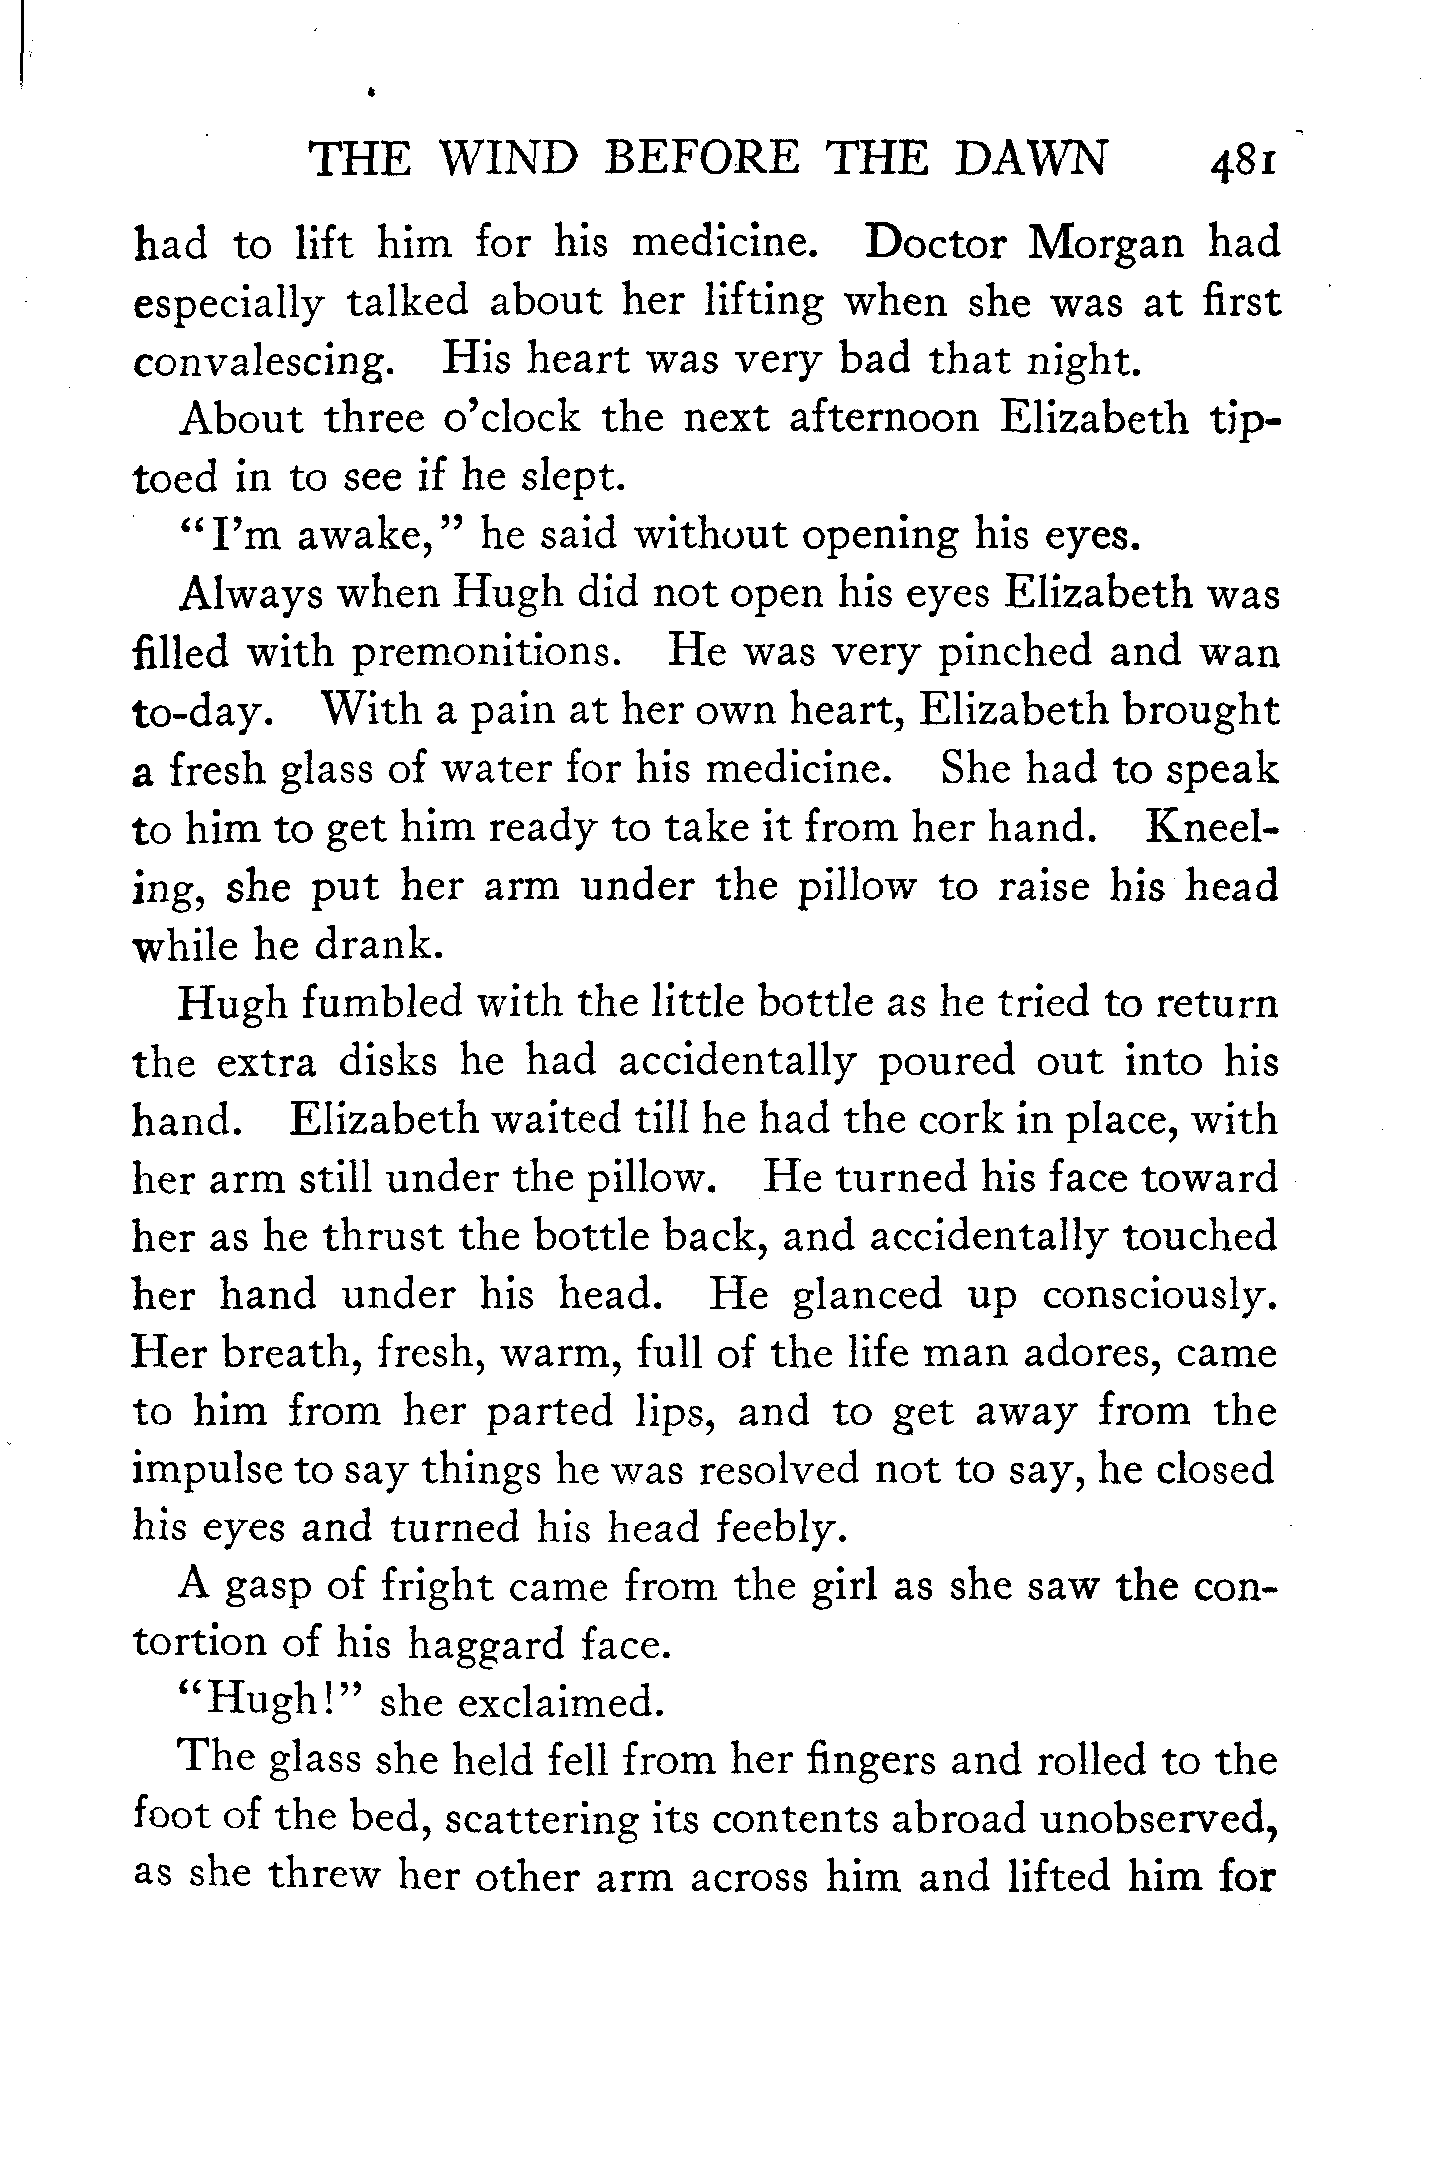 THE WIND BEFORE THE DAWN 481
had to lift him for his medicine. Doctor Morgan had
especially talked about her lifting when she was at first
convalescing. His heart was very bad that night.
About three o'clock the next afternoon Elizabeth tip-
toed in to see if he slept.
"I'm awake," he said without opening his eyes.
Always when Hugh did not open his eyes Elizabeth was
filled with premonitions. He was very pinched and wan
to-day. With a pain at her own heart, Elizabeth brought
a fresh glass of water for his medicine. She had to speak
to him to get him ready to take it from her hand. Kneel-
ing, she put her arm under the pillow to raise his head
while he drank.
Hugh fumbled with the little bottle as he tried to return
the extra disks he had accidentally poured out into his
hand. Elizabeth waited till he had the cork in place, with
her arm still under the pillow. He turned his face toward
her as he thrust the bottle back, and accidentally touched
her hand under his head. He glanced up consciously.
Her breath, fresh, warm, full of the life man adores, came
to him from her parted lips, and to get away from the
impulse to say things he was resolved not to say, he closed
his eyes and turned his head feebly.
A gasp of fright came from the girl as she saw the con-
tortion of his haggard face.
"Hugh!" she exclaimed.
The glass she held fell from her fingers and rolled to the
foot of the bed, scattering its contents abroad unobserved,
as she threw her other arm across him and lifted him for